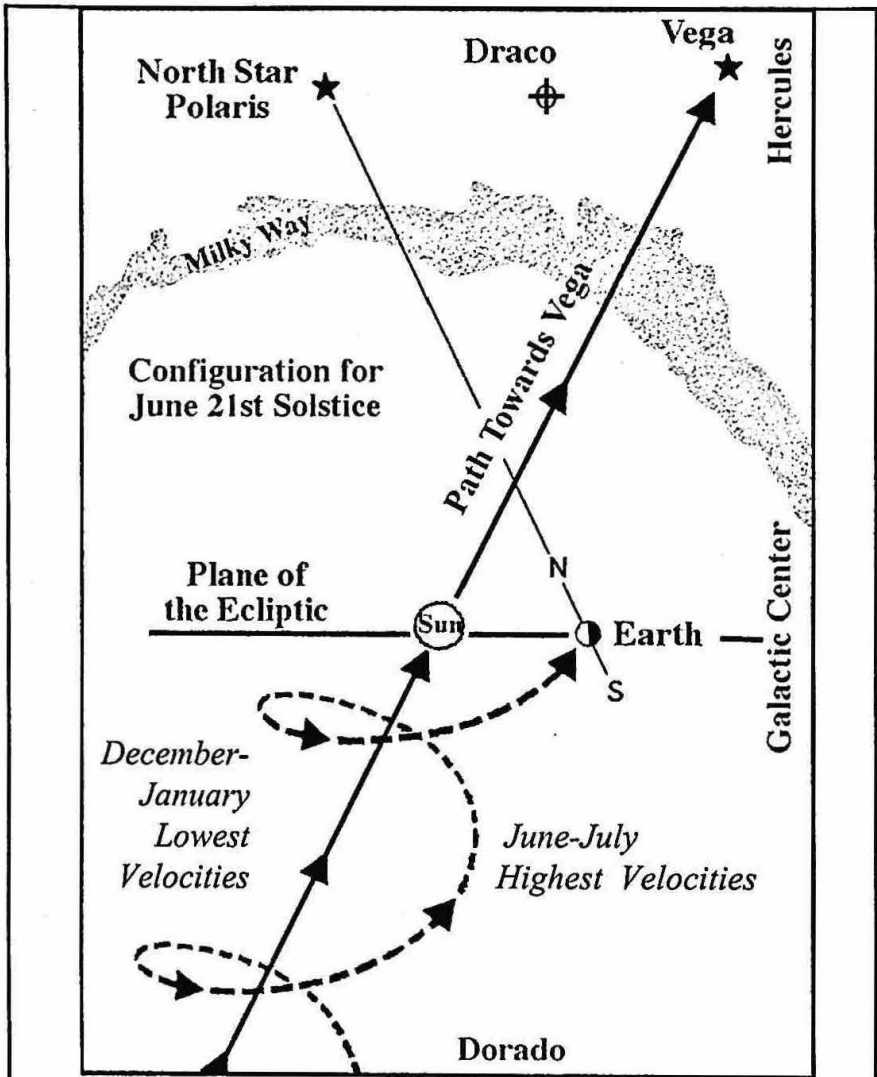 Vega
Draco
North Star
Polaris
Hercules
Milky Way
Path Towards Vega
Configuration for
June 21st Solstice
N
Plane of
the Ecliptic
Sun
Earth
S
Galactic Center
December-
January
Lowest
Velocities
June-July
Highest Velocities
Dorado